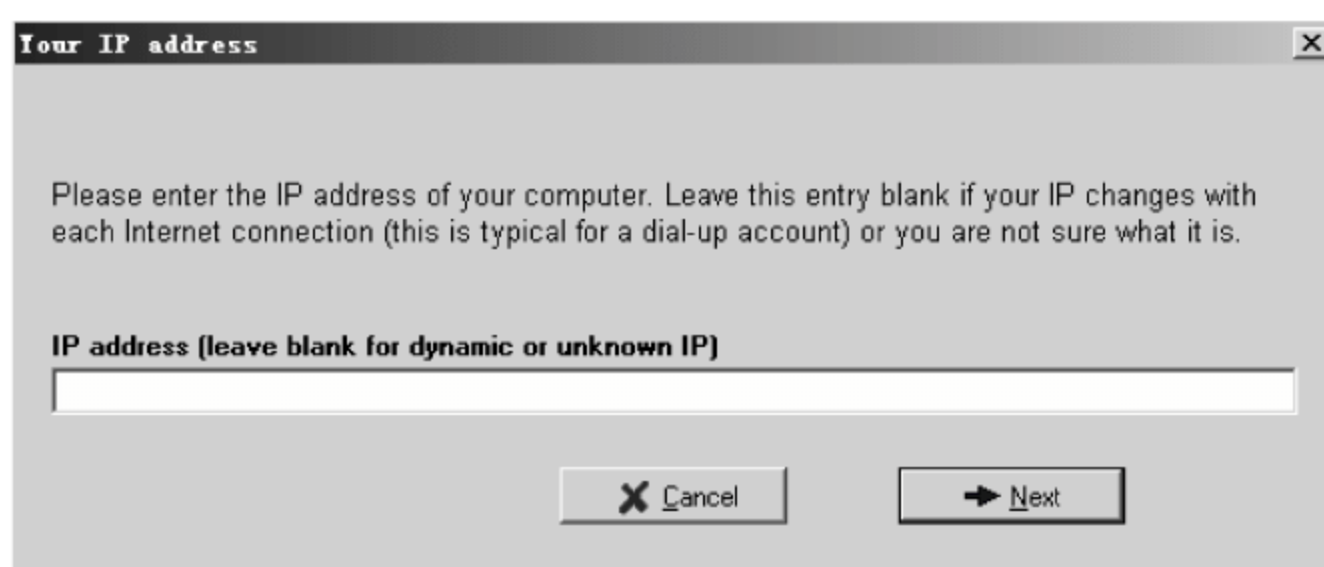 Your IP address
Please enter the IP address of your computer. Leave this entry blank if your IP changes with
each Internet connection (this is typical for a dial-up account) or you are not sure what it is.
IP address (leave blank for dynamic or unknown IP)
Cancel
Next